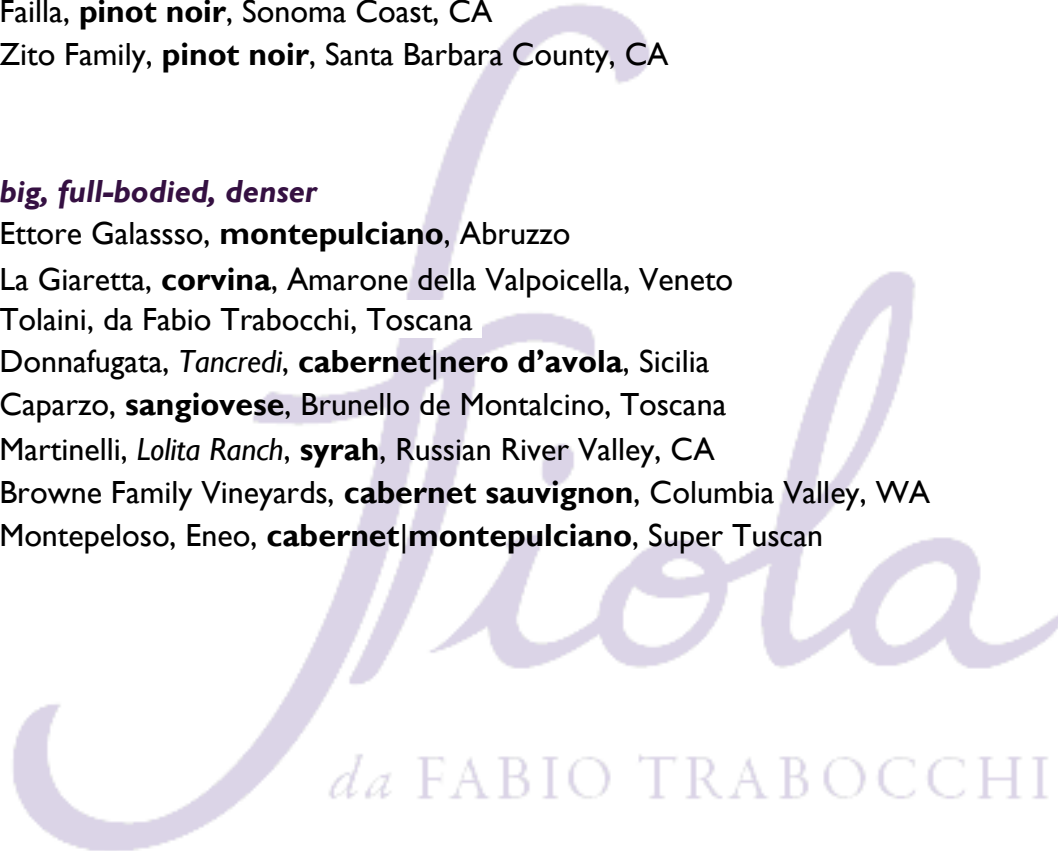 Failla, pinot noir, Sonoma Coast, CA
Zito Family, pinot noir, Santa Barbara County, CA
big, full-bodied, denser
Ettore Galassso, montepulciano, Abruzzo
La Giaretta, corvina, Amarone della Valpoicella, Veneto
Tolaini, da Fabio Trabocchi, Toscana
Donnafugata, Tancredi, cabernet|nero d’avola, Sicilia
Caparzo, sangiovese, Brunello de Montalcino, Toscana
Martinelli, Lolita Ranch, syrah, Russian River Valley, CA
Browne Family Vineyards, cabernet sauvignon, Columbia Valley, WA
Montepeloso, Eneo, cabernet|montepulciano, Super Tuscan
fiola
da FABIO TRABOCCHI